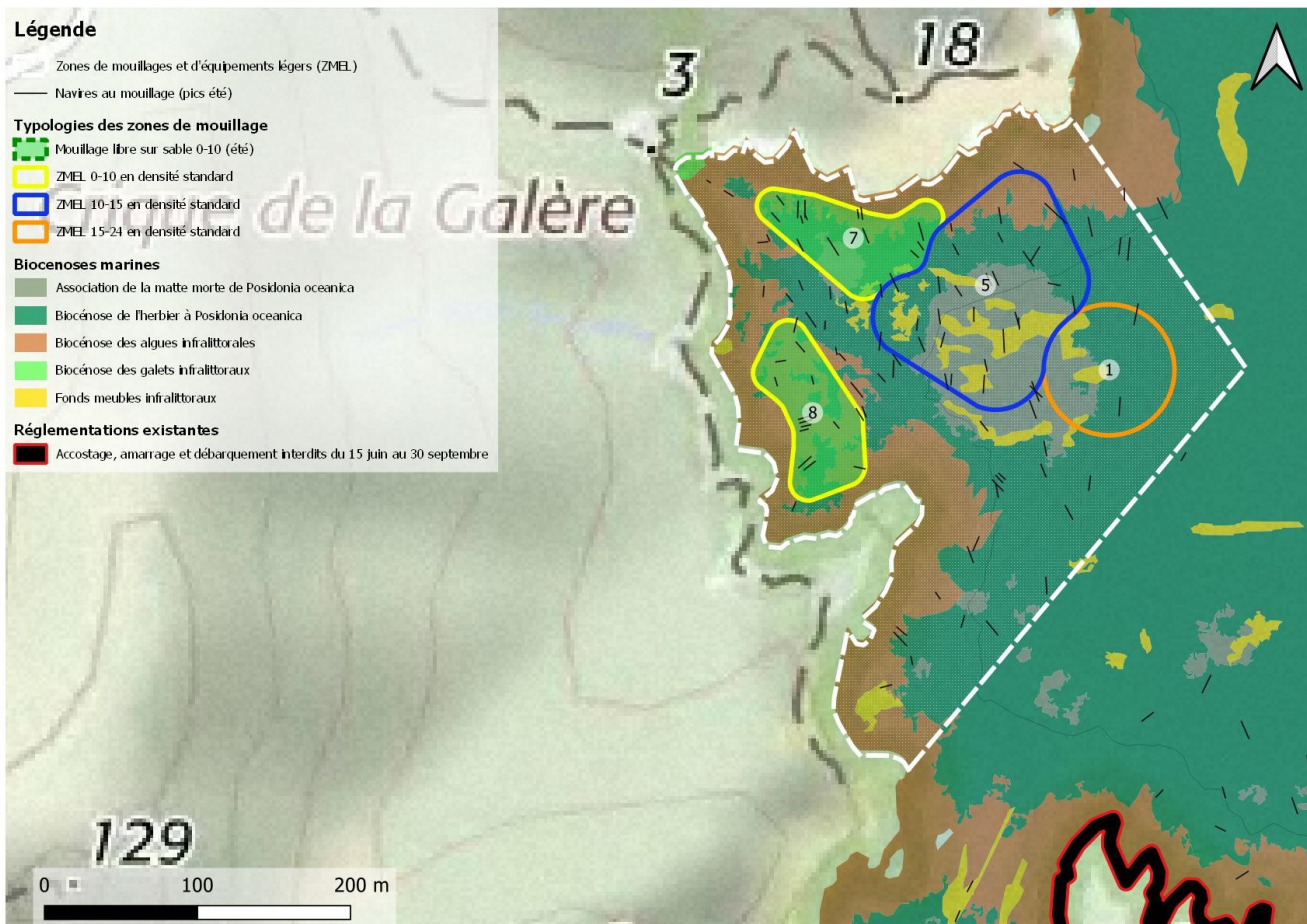 Légende
Zones de mouillages et d'équipements légers (ZMEL)
Navires au mouillage (pics été)
Typologies des zones de mouillage
Mouillage libre sur sable 0-10 (été)
ZMEL 0-10 en densité standard
ZMEL 10-15 en densité standard
ZMEL 15-24 en densité standard
Biocenoses marines
Association de la matte morte de Posidonia oceanica
Biocénose de l'herbier à Posidonia oceanica
Biocénose des algues infralittorales
Biocénose des galets infralittoraux
Fonds meubles infralittoraux
Réglementations existantes
Accostage, amarrage et débarquement interdits du 15 juin au 30 septembre
18
3
Crique de la Galère
7
5
1
8
129
0 100 200 m